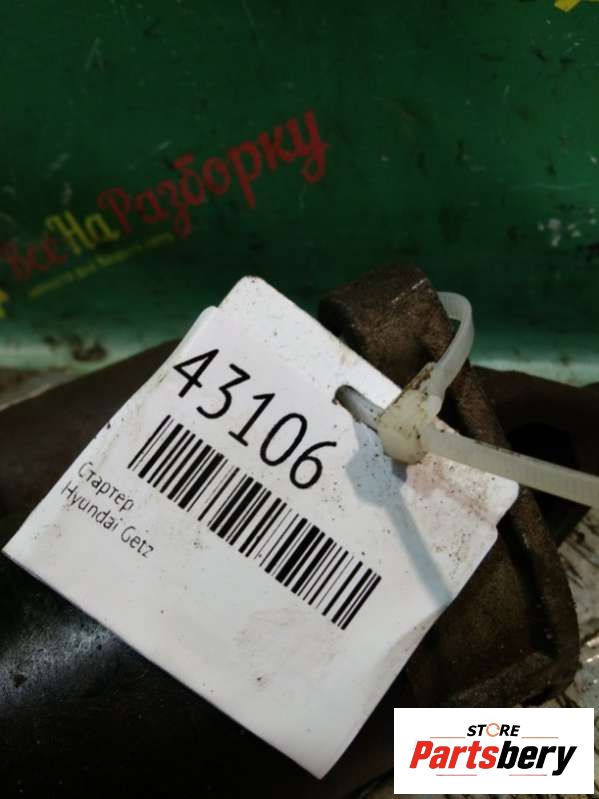 ВсеНаРазборку
43106
Стартер
Hyundai Getz
STORE
Partsbery